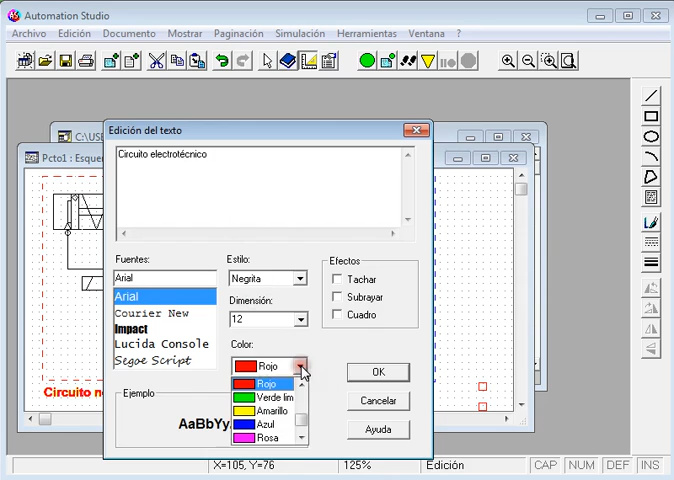 Automation Studio
Archivo Edición Documento Mostrar Paginación Simulación Herramientas Ventana ?
C:\USE
Pcto1 : Esque
Edición del texto
Circuito electrotécnico
Fuentes:
Arial
Arial
Courier New
Impact
Lucida Console
Segoe Script
Estilo:
Negrita
Dimensión:
12
Color:
Rojo
Rojo
Verde lim
Amarillo
Azul
Rosa
Efectos
Tachar
Subrayar
Cuadro
OK
Cancelar
Ayuda
Ejemplo
AaBbYy
Circuito n
X=105, Y=76 125% Edición CAP NUM DEF INS